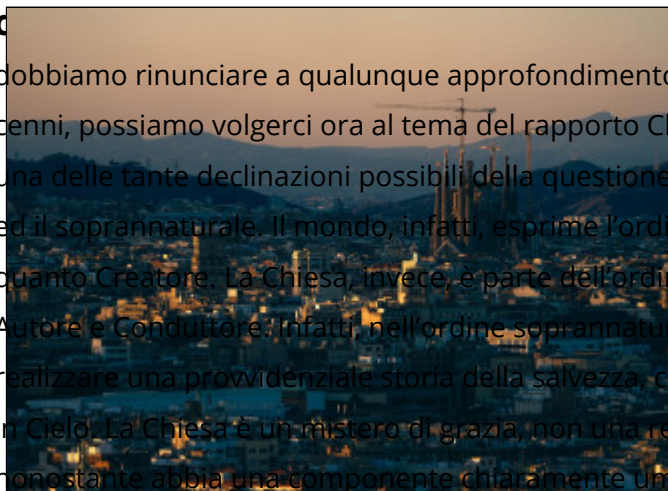 dobbiamo rinunciare a qualunque approfondimento
cenni, possiamo volgerci ora al tema del rapporto
una delle tante declinazioni possibili della questione
ed il soprannaturale. Il mondo, infatti, esprime l'ordi
quanto Creatore. La Chiesa, invece, è parte dell'ordi
Autore e Conduttore. Infatti, nell'ordine soprannatu
realizzare una provvidenziale storia della salvezza, c
in Cielo. La Chiesa è un mistero di grazia, non una re
nonostante abbia una componente chiaramente um